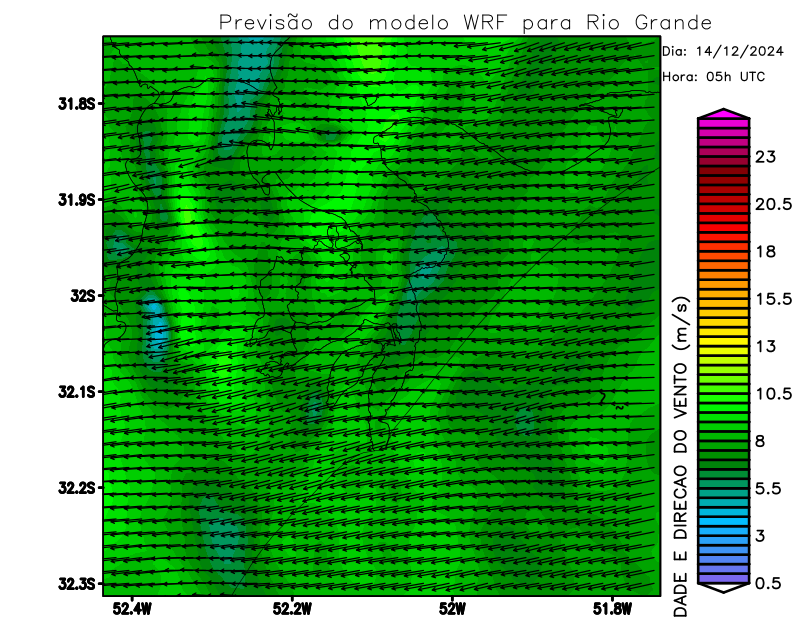 Previsão do modelo WRF para Rio Grande
Dia: 14/12/2024
Hora: 05h UTC
31.8S
31.9S
32S
32.1S
32.2S
32.3S
52.4W
52.2W
52W
51.8W
DADE E DIRECAO DO VENTO (m/s)
23
20.5
18
15.5
13
10.5
8
5.5
3
0.5